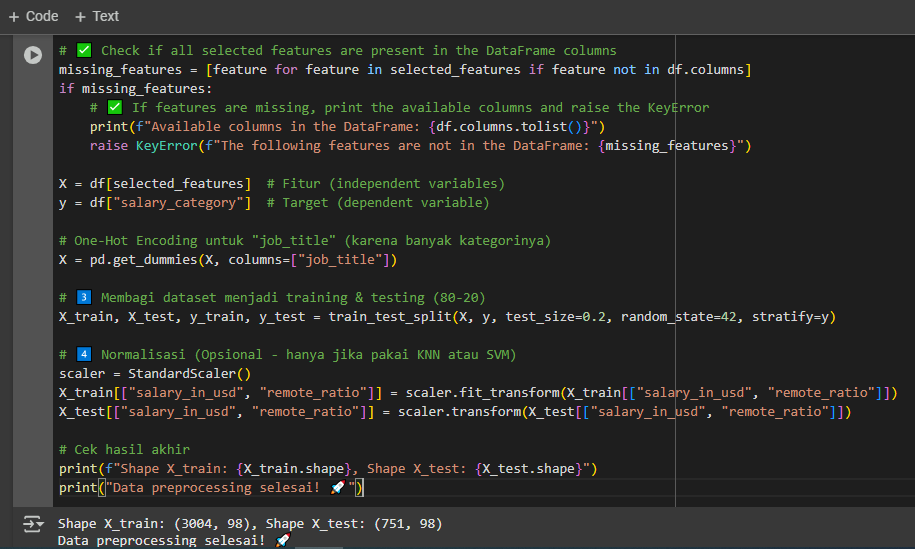 + Code + Text
# ✅ Check if all selected features are present in the DataFrame columns
missing_features = [feature for feature in selected_features if feature not in df.columns]
if missing_features:
    # ✅ If features are missing, print the available columns and raise the KeyError
    print(f"Available columns in the DataFrame: {df.columns.tolist()}")
    raise KeyError(f"The following features are not in the DataFrame: {missing_features}")
X = df[selected_features]  # Fitur (independent variables)
y = df["salary_category"]  # Target (dependent variable)
# One-Hot Encoding untuk "job_title" (karena banyak kategorinya)
X = pd.get_dummies(X, columns=["job_title"])
# 3️⃣ Membagi dataset menjadi training & testing (80-20)
X_train, X_test, y_train, y_test = train_test_split(X, y, test_size=0.2, random_state=42, stratify=y)
# 4️⃣ Normalisasi (Opsional - hanya jika pakai KNN atau SVM)
scaler = StandardScaler()
X_train[["salary_in_usd", "remote_ratio"]] = scaler.fit_transform(X_train[["salary_in_usd", "remote_ratio"]])
X_test[["salary_in_usd", "remote_ratio"]] = scaler.transform(X_test[["salary_in_usd", "remote_ratio"]])
# Cek hasil akhir
print(f"Shape X_train: {X_train.shape}, Shape X_test: {X_test.shape}")
print("Data preprocessing selesai! 🚀")
Shape X_train: (3004, 98), Shape X_test: (751, 98)
Data preprocessing selesai! 🚀